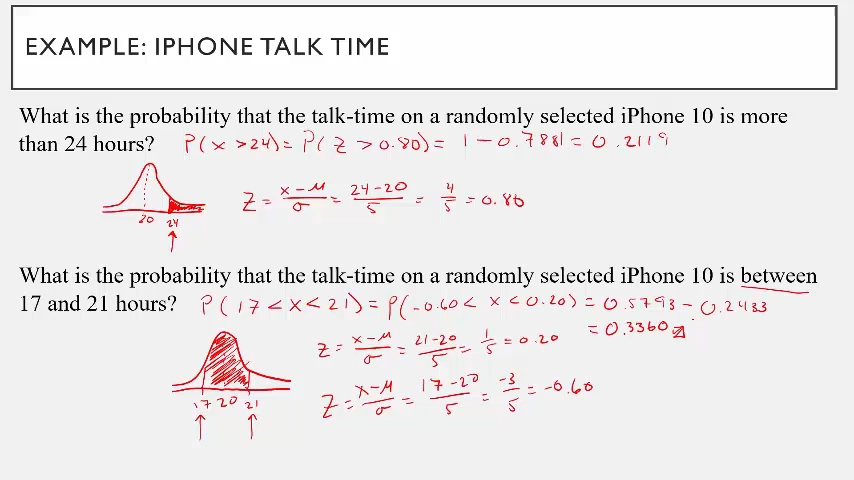 EXAMPLE: IPHONE TALK TIME
What is the probability that the talk-time on a randomly selected iPhone 10 is more
than 24 hours? P(x > 24) = P(Z > 0.80) = 1 - 0.7881 = 0.2119
Z = x-μ/σ = 24-20/5 = 4/5 = 0.80
20 24
What is the probability that the talk-time on a randomly selected iPhone 10 is between
17 and 21 hours? P(17 < X < 21) = P(-0.60 < X < 0.20) = 0.5793 - 0.2433
= 0.3360
Z = x-μ/σ = 21-20/5 = 1/5 = 0.20
17 20 21
Z = x-μ/σ = 17-20/5 = -3/5 = -0.60